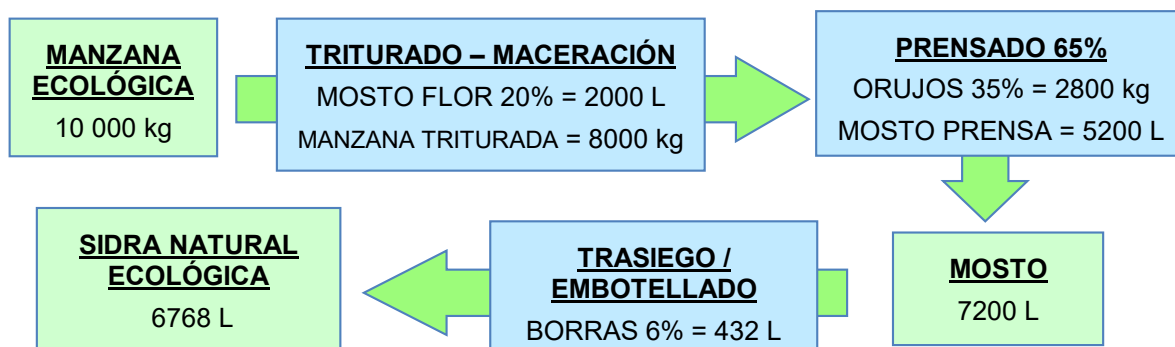 MANZANA
ECOLÓGICA
10 000 kg
TRITURADO – MACERACIÓN
MOSTO FLOR 20% = 2000 L
MANZANA TRITURADA = 8000 kg
PRENSADO 65%
ORUJOS 35% = 2800 kg
MOSTO PRENSA = 5200 L
MOSTO
7200 L
TRASIEGO /
EMBOTELLADO
BORRAS 6% = 432 L
SIDRA NATURAL
ECOLÓGICA
6768 L